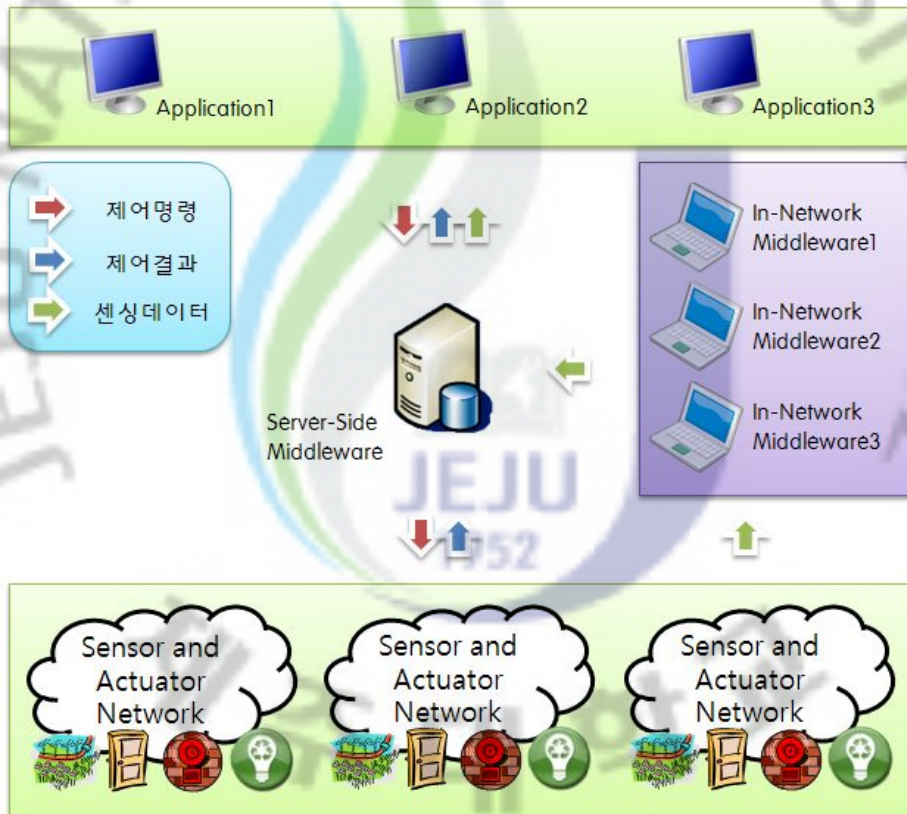 Application1
Application2
Application3
제어명령
제어결과
센싱데이터
In-Network
Middleware1
In-Network
Middleware2
In-Network
Middleware3
Server-Side
Middleware
JEJU
1952
Sensor and
Actuator
Network
Sensor and
Actuator
Network
Sensor and
Actuator
Network